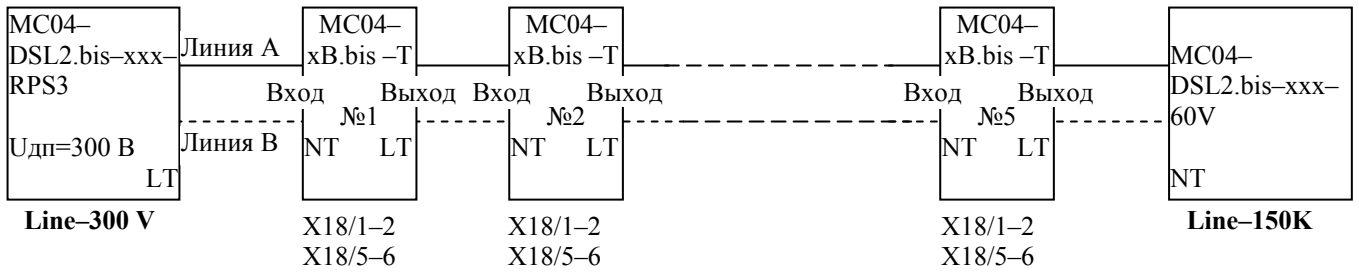 MC04–
DSL2.bis–xxx–
RPS3
Uдп=300 В
LT
Line–300 V
Линия А
Линия В
MC04–
xB.bis –T
Вход
Выход
№1
NT LT
X18/1–2
X18/5–6
MC04–
xB.bis –T
Вход
Выход
№2
NT LT
X18/1–2
X18/5–6
MC04–
xB.bis –T
Вход
Выход
№5
NT LT
X18/1–2
X18/5–6
MC04–
DSL2.bis–xxx–
60V
NT
Line–150K